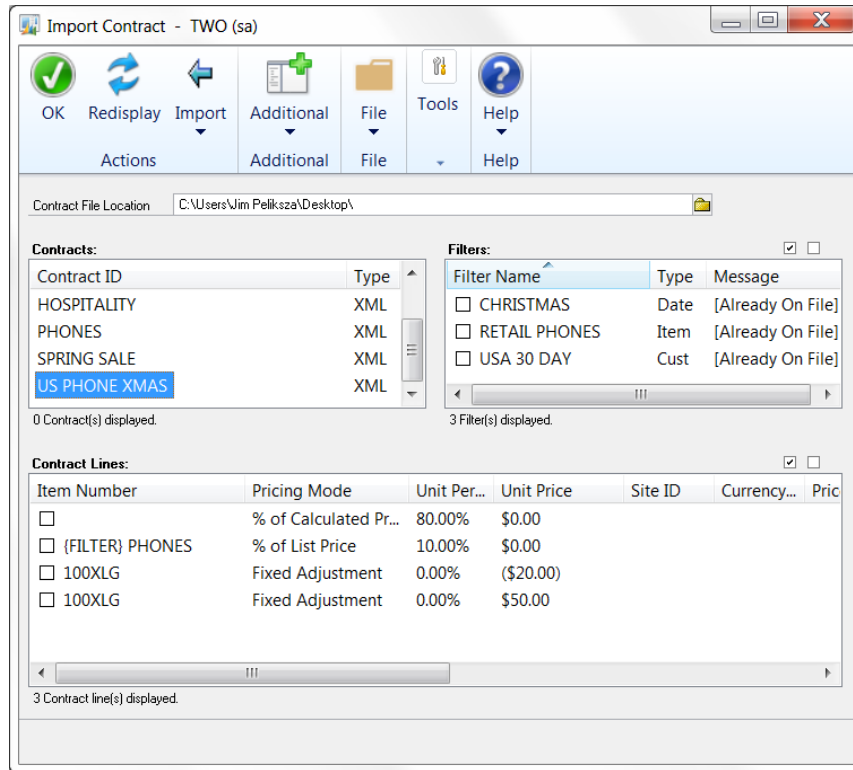 Import Contract - TWO (sa)
OK Redisplay Import Additional File Tools Help
Actions Additional File Help
Contract File Location C:\Users\Jim Peliksza\Desktop\
Contracts: Filters:
Contract ID Type Filter Name Type Message
HOSPITALITY XML CHRISTMAS Date [Already On File]
PHONES XML RETAIL PHONES Item [Already On File]
SPRING SALE XML USA 30 DAY Cust [Already On File]
US PHONE XMAS XML
0 Contract(s) displayed. 3 Filter(s) displayed.
Contract Lines:
Item Number Pricing Mode Unit Per... Unit Price Site ID Currency... Pric
% of Calculated Pr... 80.00% $0.00
{FILTER} PHONES % of List Price 10.00% $0.00
100XLG Fixed Adjustment 0.00% ($20.00)
100XLG Fixed Adjustment 0.00% $50.00
3 Contract line(s) displayed.